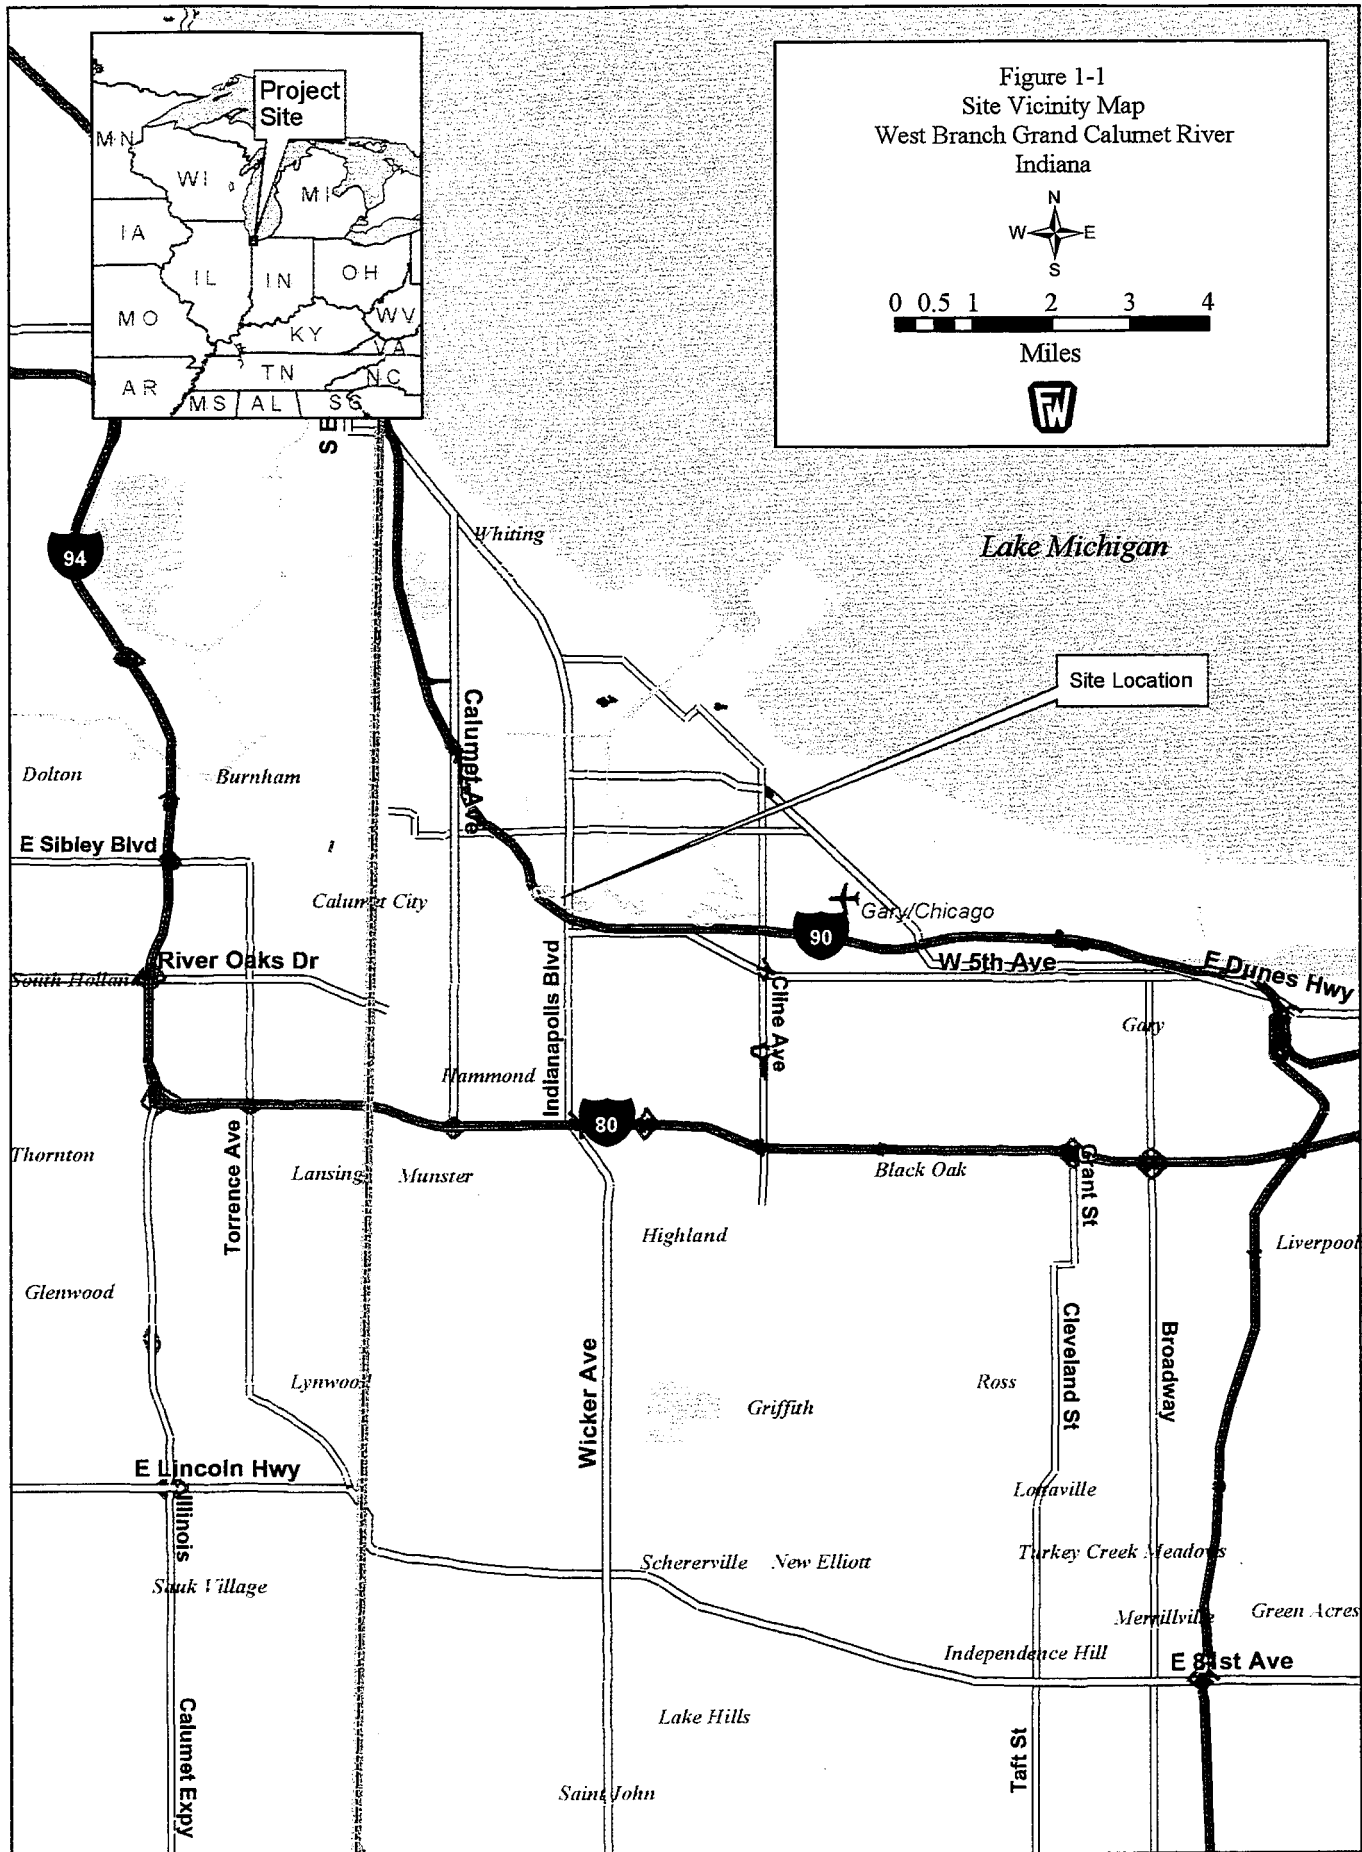 Project
Site
MN
WI
MI
IA
IL
IN
OH
MO
KY
WV
VA
AR
TN
NC
MS
AL
SC
Figure 1-1
Site Vicinity Map
West Branch Grand Calumet River
Indiana
N
W
E
S
0 0.5 1 2 3 4
Miles
FW
S E
94
Whiting
Lake Michigan
Site Location
Calumet Ave
Dolton
Burnham
E Sibley Blvd
Calumet City
Gary/Chicago
90
River Oaks Dr
South Holland
Indianapolis Blvd
W 5th Ave
E Dunes Hwy
Cline Ave
Gary
Hammond
80
Thornton
Torrence Ave
Lansing
Munster
Black Oak
Grant St
Highland
Liverpool
Glenwood
Cleveland St
Broadway
Wicker Ave
Lynwood
Griffith
Ross
E Lincoln Hwy
Illinois
Lottaville
Schererville
New Elliott
Turkey Creek Meadows
Sauk Village
Merrillville
Green Acres
Independence Hill
E 81st Ave
Calumet Expy
Lake Hills
Taft St
Saint John